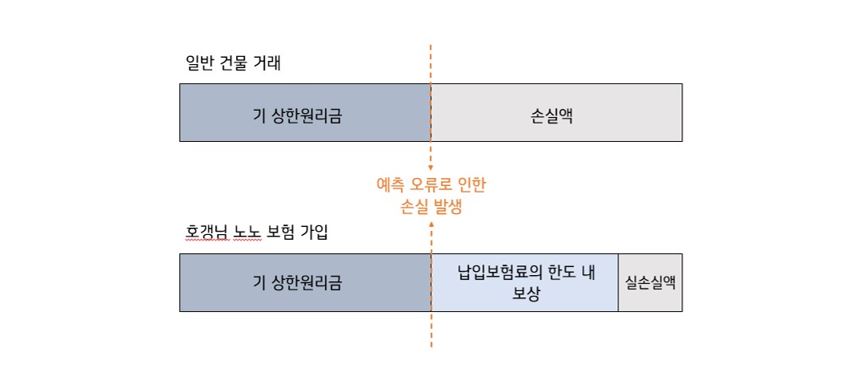 일반 건물 거래
기 상한원리금
손실액
예측 오류로 인한
손실 발생
호갱님 노노 보험 가입
기 상한원리금
납입보험료의 한도 내
보상
실손실액